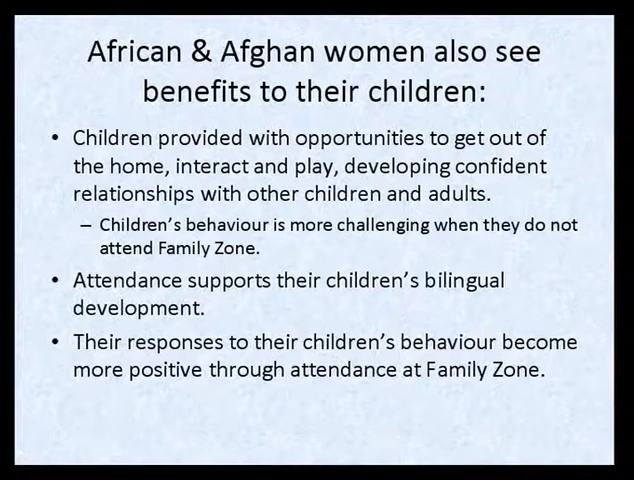 African & Afghan women also see
benefits to their children:
• Children provided with opportunities to get out of
the home, interact and play, developing confident
relationships with other children and adults.
– Children’s behaviour is more challenging when they do not
attend Family Zone.
• Attendance supports their children’s bilingual
development.
• Their responses to their children’s behaviour become
more positive through attendance at Family Zone.